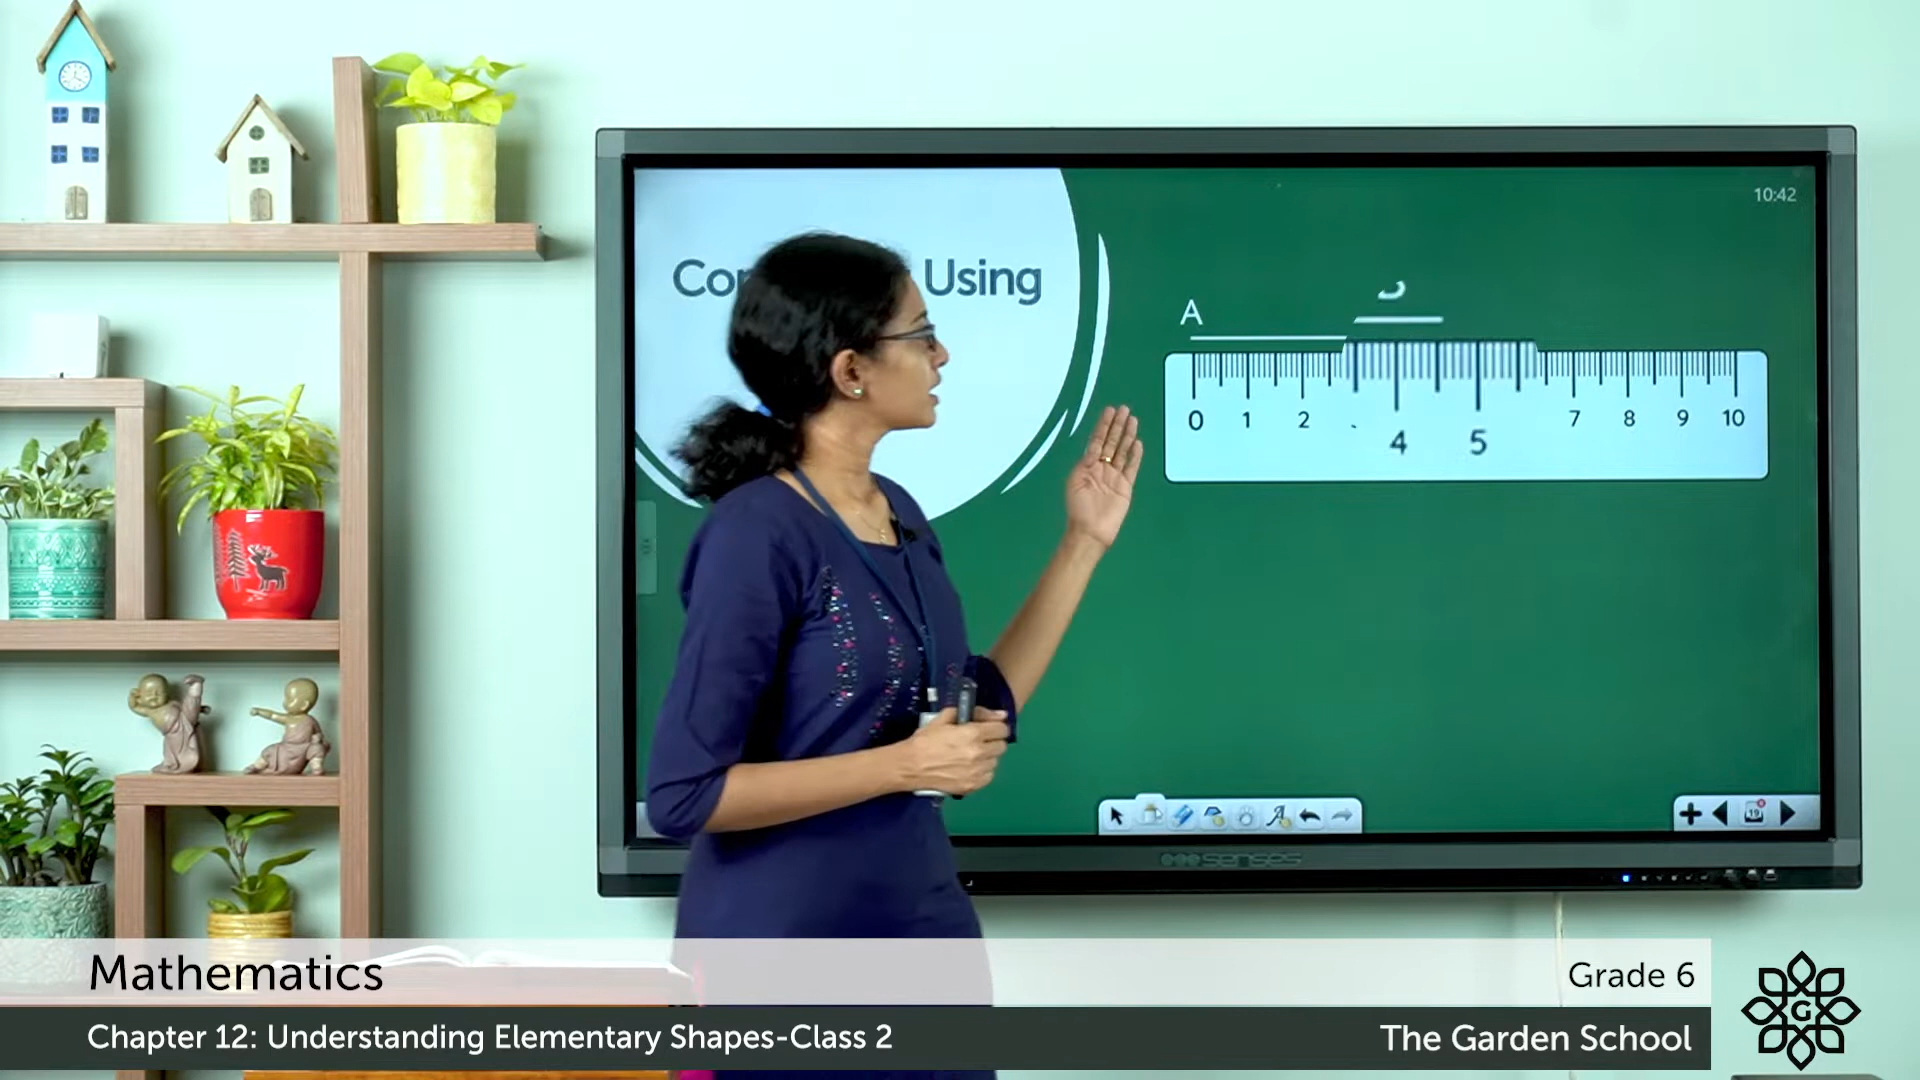 Using
10:42
A
0 1 2 4 5 7 8 9 10
senses
Mathematics
Grade 6
Chapter 12: Understanding Elementary Shapes-Class 2
The Garden School
G